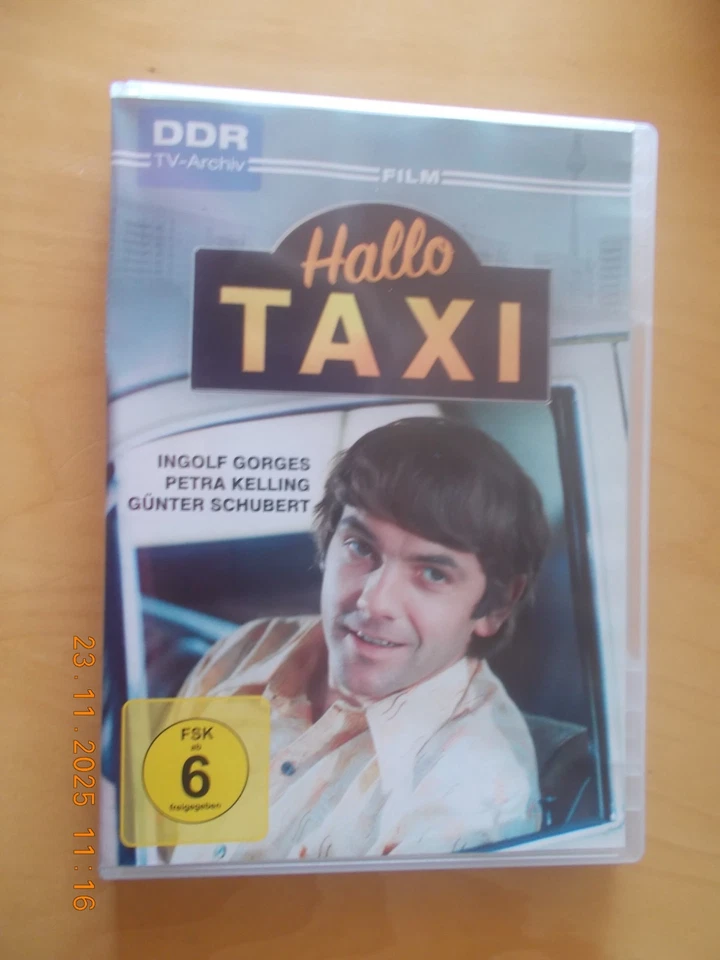 DDR
TV-Archiv
FILM
Hallo
TAXI
INGOLF GORGES
PETRA KELLING
GÜNTER SCHUBERT
FSK
ab
6
freigegeben
23.11.2025 11:16